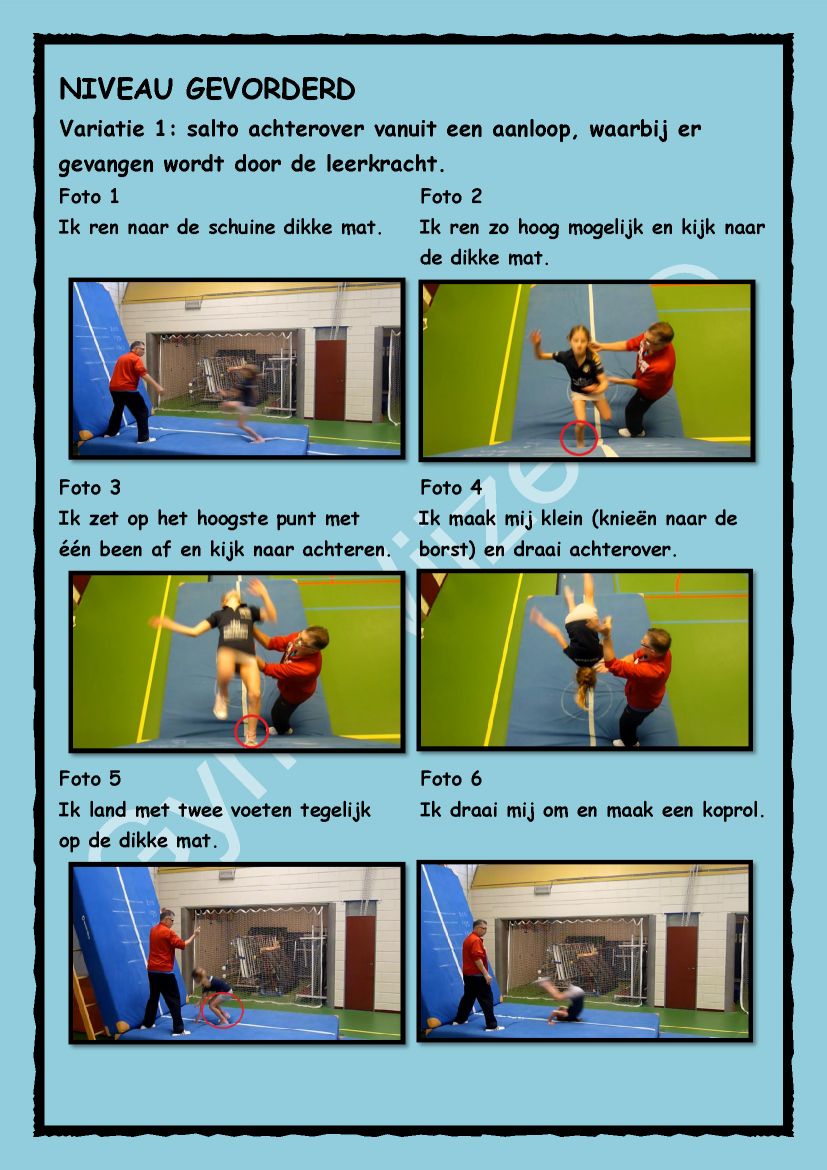 NIVEAU GEVORDERD
Variatie 1: salto achterover vanuit een aanloop, waarbij er
gevangen wordt door de leerkracht.
Foto 1
Ik ren naar de schuine dikke mat.
Foto 2
Ik ren zo hoog mogelijk en kijk naar
de dikke mat.
Foto 3
Ik zet op het hoogste punt met
één been af en kijk naar achteren.
Foto 4
Ik maak mij klein (knieën naar de
borst) en draai achterover.
Foto 5
Ik land met twee voeten tegelijk
op de dikke mat.
Foto 6
Ik draai mij om en maak een koprol.